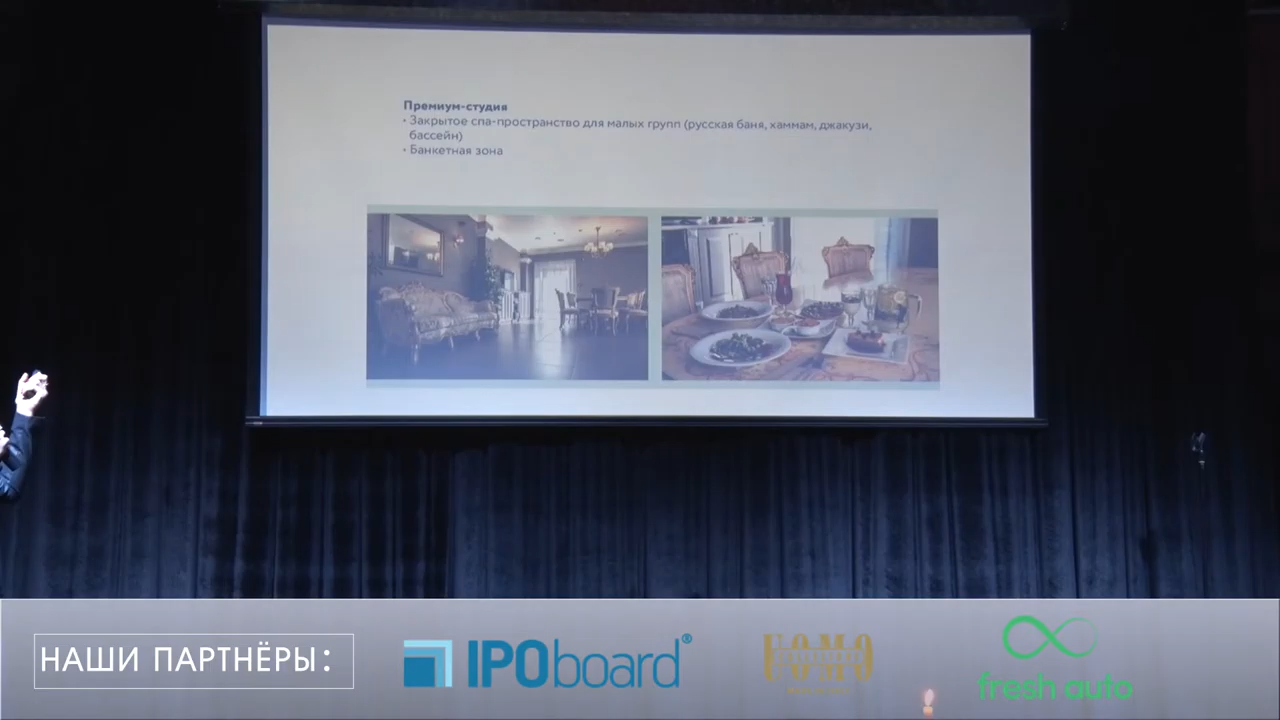 Премиум-студия
• Закрытое спа-пространство для малых групп (русская баня, хаммам, джакузи,
бассейн)
• Банкетная зона
НАШИ ПАРТНЁРЫ:
IPOboard®
UOMO
fresh auto